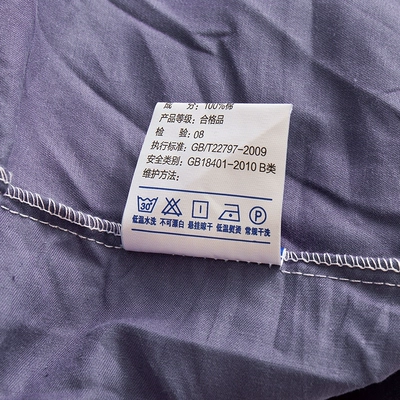 成 分：100%棉
产品等级：合格品
检 验：08
执行标准：GB/T22797-2009
安全类别：GB18401-2010 B类
维护方法：
30 P
低温水洗 不可漂白 悬挂晾干 低温熨烫 常规干洗